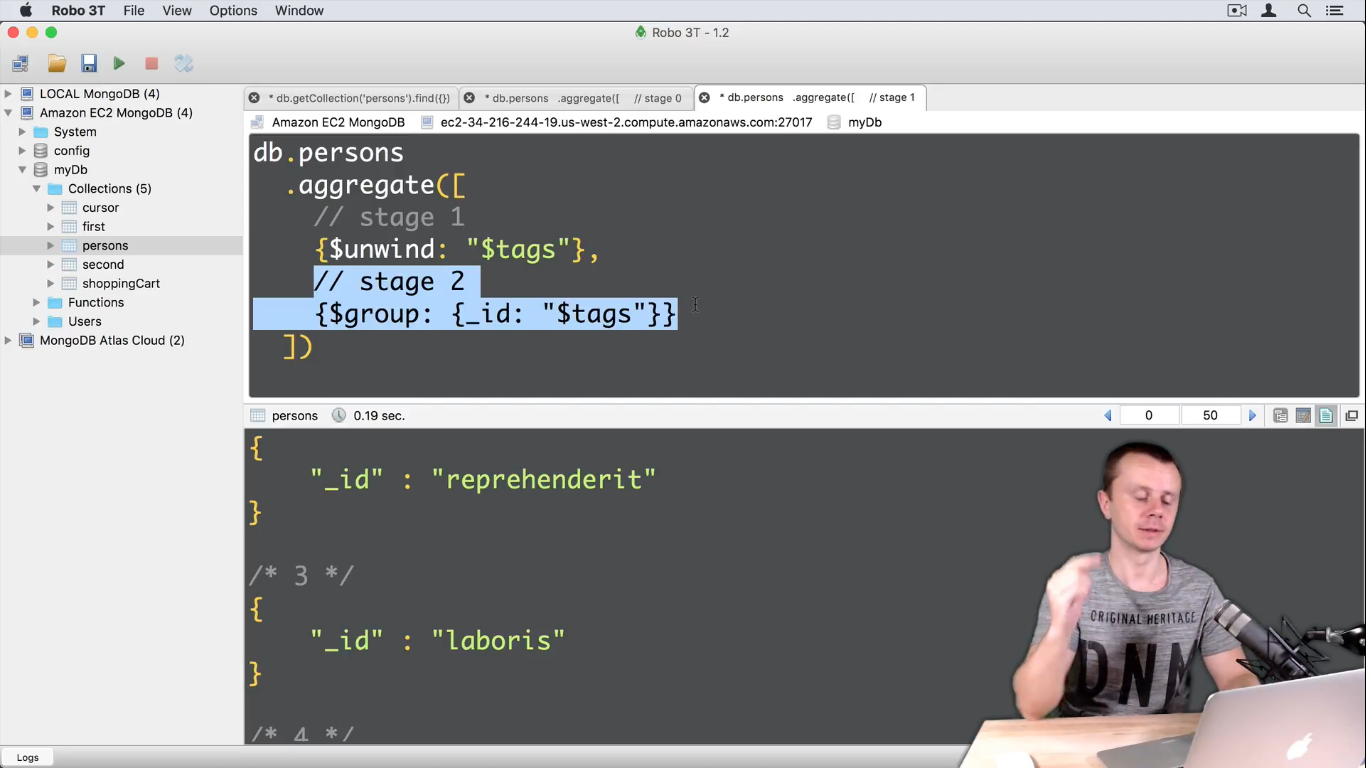 Robo 3T File View Options Window
Robo 3T - 1.2
LOCAL MongoDB (4)
Amazon EC2 MongoDB (4)
System
config
myDb
Collections (5)
cursor
first
persons
second
shoppingCart
Functions
Users
MongoDB Atlas Cloud (2)
* db.getCollection('persons').find({})
* db.persons .aggregate([ // stage 0
* db.persons .aggregate([ // stage 1
Amazon EC2 MongoDB ec2-34-216-244-19.us-west-2.compute.amazonaws.com:27017 myDb
db.persons
.aggregate([
// stage 1
{$unwind: "$tags"},
// stage 2
{$group: {_id: "$tags"}}
])
persons 0.19 sec. 0 50
{
"_id" : "reprehenderit"
}
/* 3 */
{
"_id" : "laboris"
}
/* 4 */
ORIGINAL HERITAGE
DNM
Logs